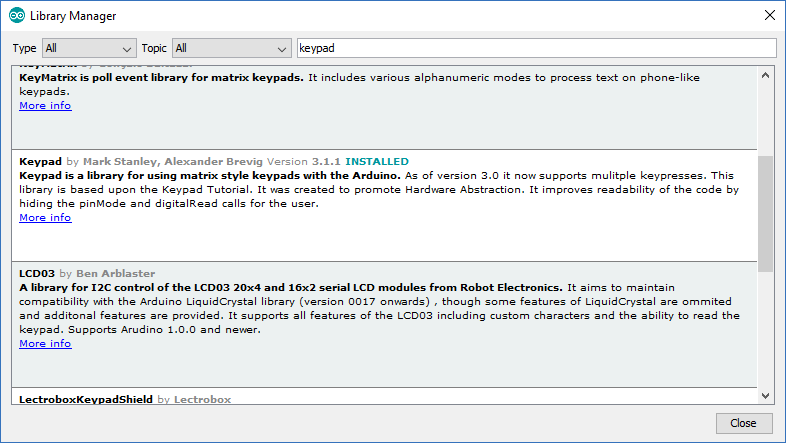 Library Manager
Type All Topic All keypad
KeyMatrix is poll event library for matrix keypads. It includes various alphanumeric modes to process text on phone-like
keypads.
More info
Keypad by Mark Stanley, Alexander Brevig Version 3.1.1 INSTALLED
Keypad is a library for using matrix style keypads with the Arduino. As of version 3.0 it now supports mulitple keypresses. This
library is based upon the Keypad Tutorial. It was created to promote Hardware Abstraction. It improves readability of the code by
hiding the pinMode and digitalRead calls for the user.
More info
LCD03 by Ben Arblaster
A library for I2C control of the LCD03 20x4 and 16x2 serial LCD modules from Robot Electronics. It aims to maintain
compatibility with the Arduino LiquidCrystal library (version 0017 onwards) , though some features of LiquidCrystal are ommited
and additonal features are provided. It supports all features of the LCD03 including custom characters and the ability to read the
keypad. Supports Arudino 1.0.0 and newer.
More info
LectroboxKeypadShield by Lectrobox
Close